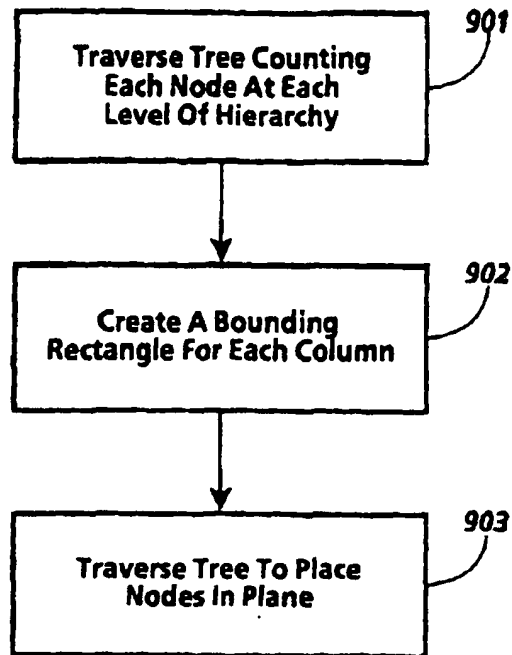 901
Traverse Tree Counting
Each Node At Each
Level Of Hierarchy
902
Create A Bounding
Rectangle For Each Column
903
Traverse Tree To Place
Nodes In Plane